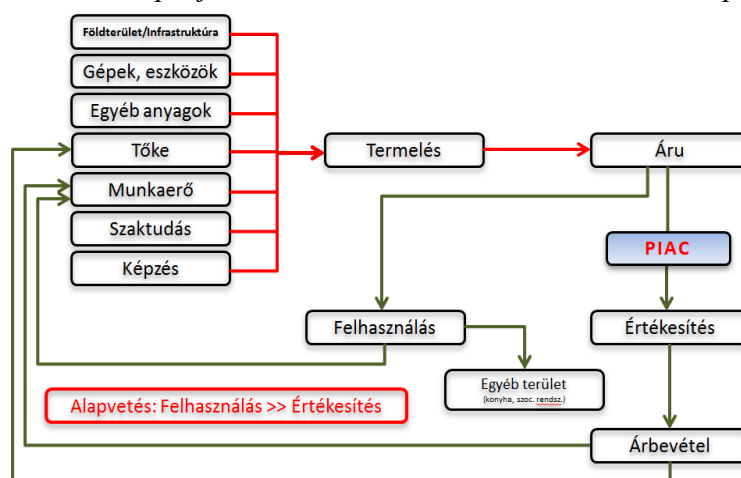 Földterület/Infrastruktúra
Gépek, eszközök
Egyéb anyagok
Tőke
Termelés
Áru
Munkaerő
Szaktudás
PIAC
Képzés
Felhasználás
Értékesítés
Egyéb terület
(konyha, szoc. rendsz.)
Alapvetés: Felhasználás >> Értékesítés
Árbevétel